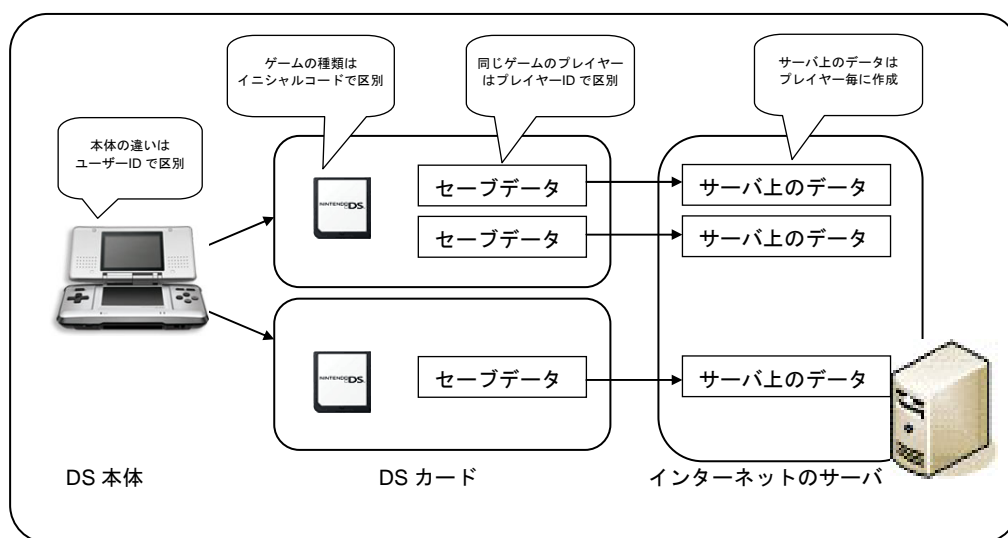 ゲームの種類は
イニシャルコードで区別
同じゲームのプレイヤー
はプレイヤーID で区別
サーバ上のデータは
プレイヤー毎に作成
本体の違いは
ユーザーID で区別
NINTENDO DS
セーブデータ
セーブデータ
サーバ上のデータ
サーバ上のデータ
NINTENDO DS
セーブデータ
サーバ上のデータ
DS 本体
DS カード
インターネットのサーバ